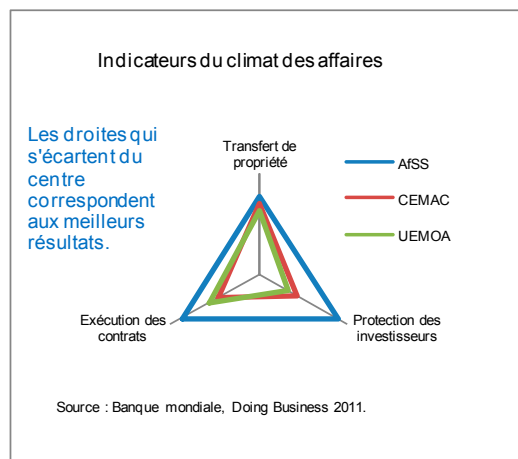 Indicateurs du climat des affaires
Les droites qui
s'écartent du
centre
correspondent
aux meilleurs
résultats.
Transfert de
propriété
AfSS
CEMAC
UEMOA
Exécution des
contrats
Protection des
investisseurs
Source : Banque mondiale, Doing Business 2011.